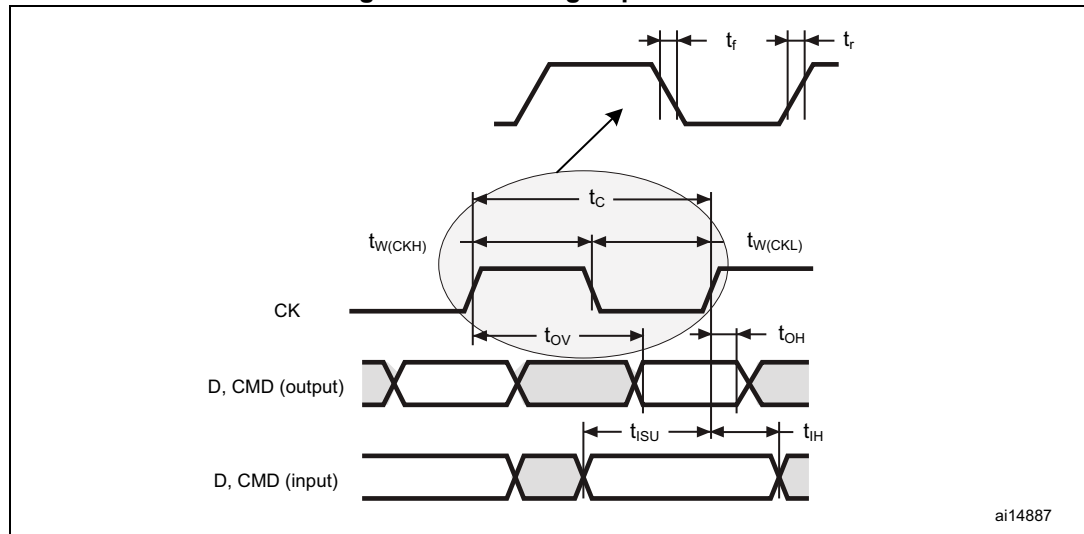 t_f t_r
t_C
t_W(CKH) t_W(CKL)
CK
t_OV t_OH
D, CMD (output)
t_ISU t_IH
D, CMD (input)
ai14887